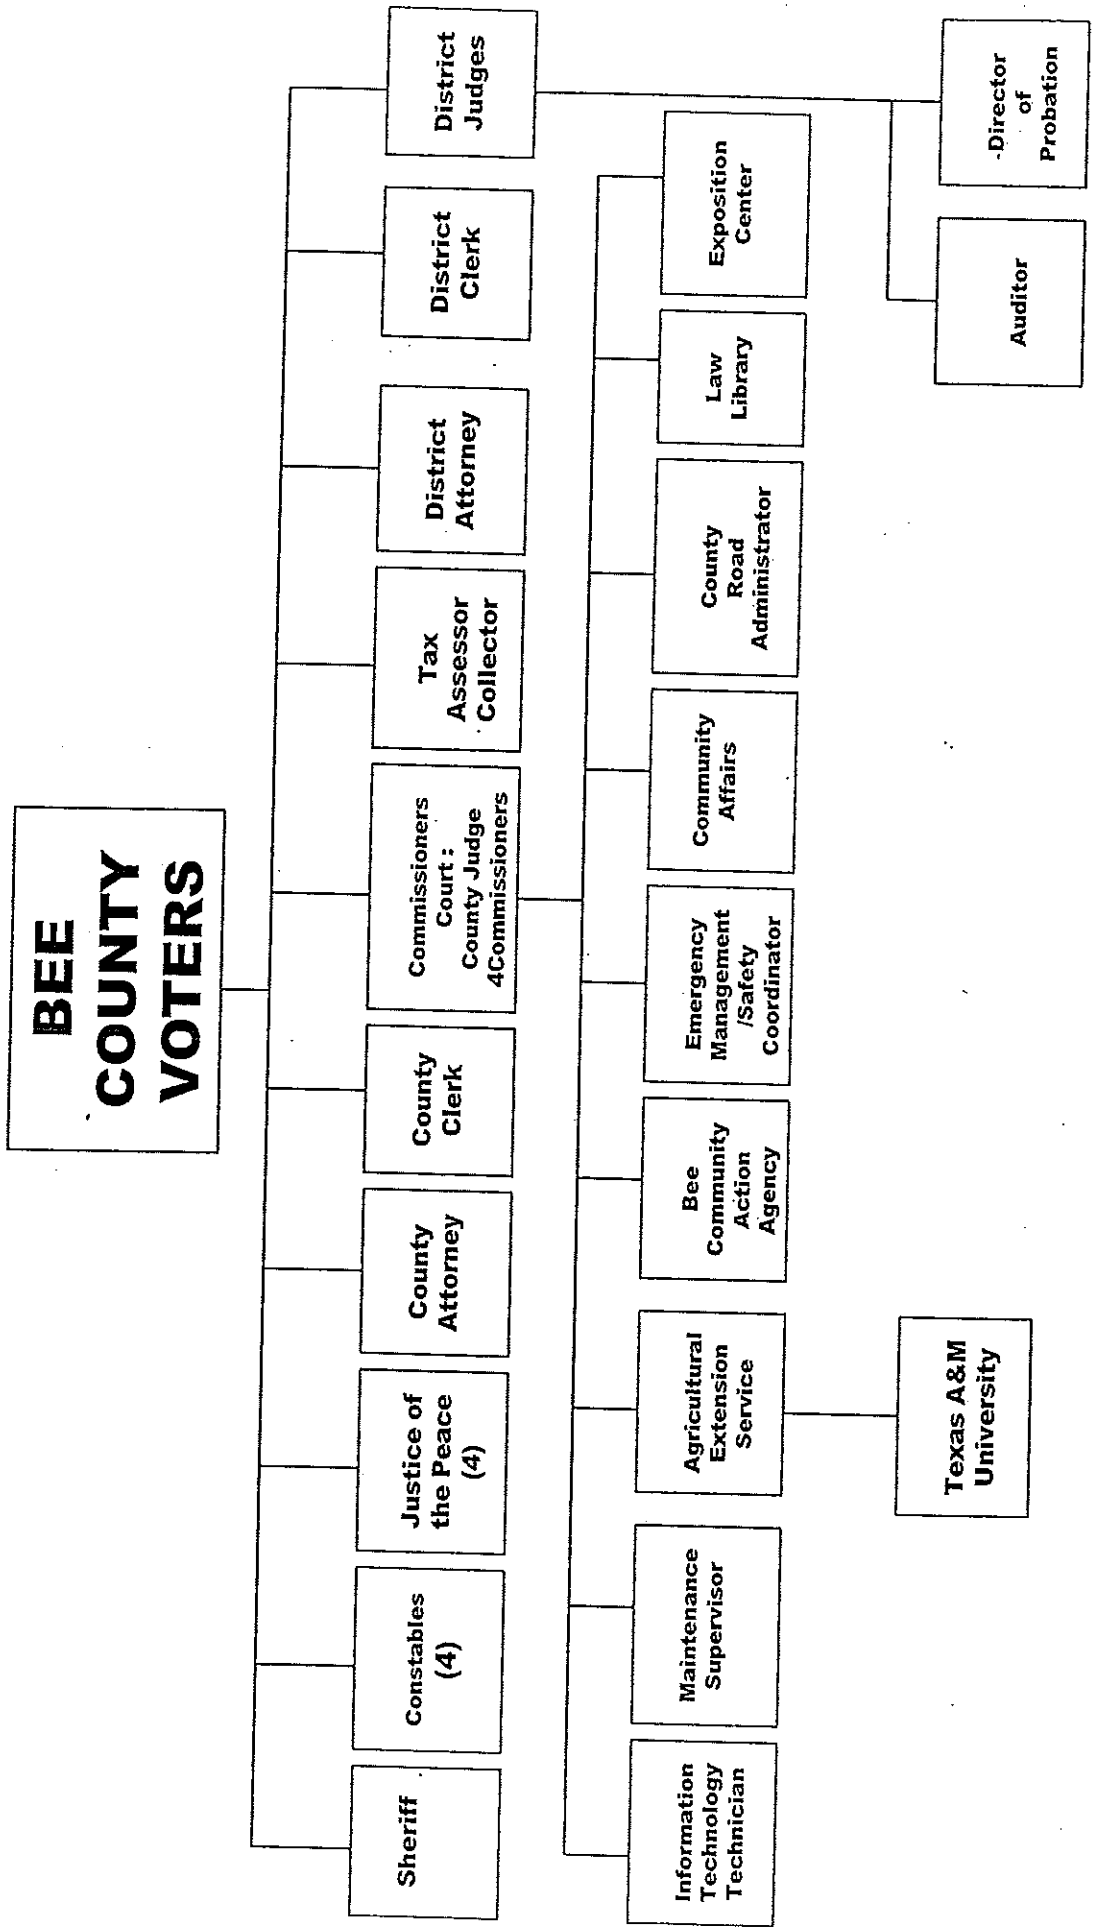 BEE
COUNTY
VOTERS
Sheriff
Constables
(4)
Justice of
the Peace
(4)
County
Attorney
County
Clerk
Commissioners
Court:
County Judge
4Commissioners
Tax
Assessor
Collector
District
Attorney
District
Clerk
District
Judges
Information
Technology
Technician
Maintenance
Supervisor
Agricultural
Extension
Service
Bee
Community
Action
Agency
Emergency
Management
/Safety
Coordinator
Community
Affairs
County
Road
Administrator
Law
Library
Exposition
Center
Texas A&M
University
Auditor
-Director
of
Probation